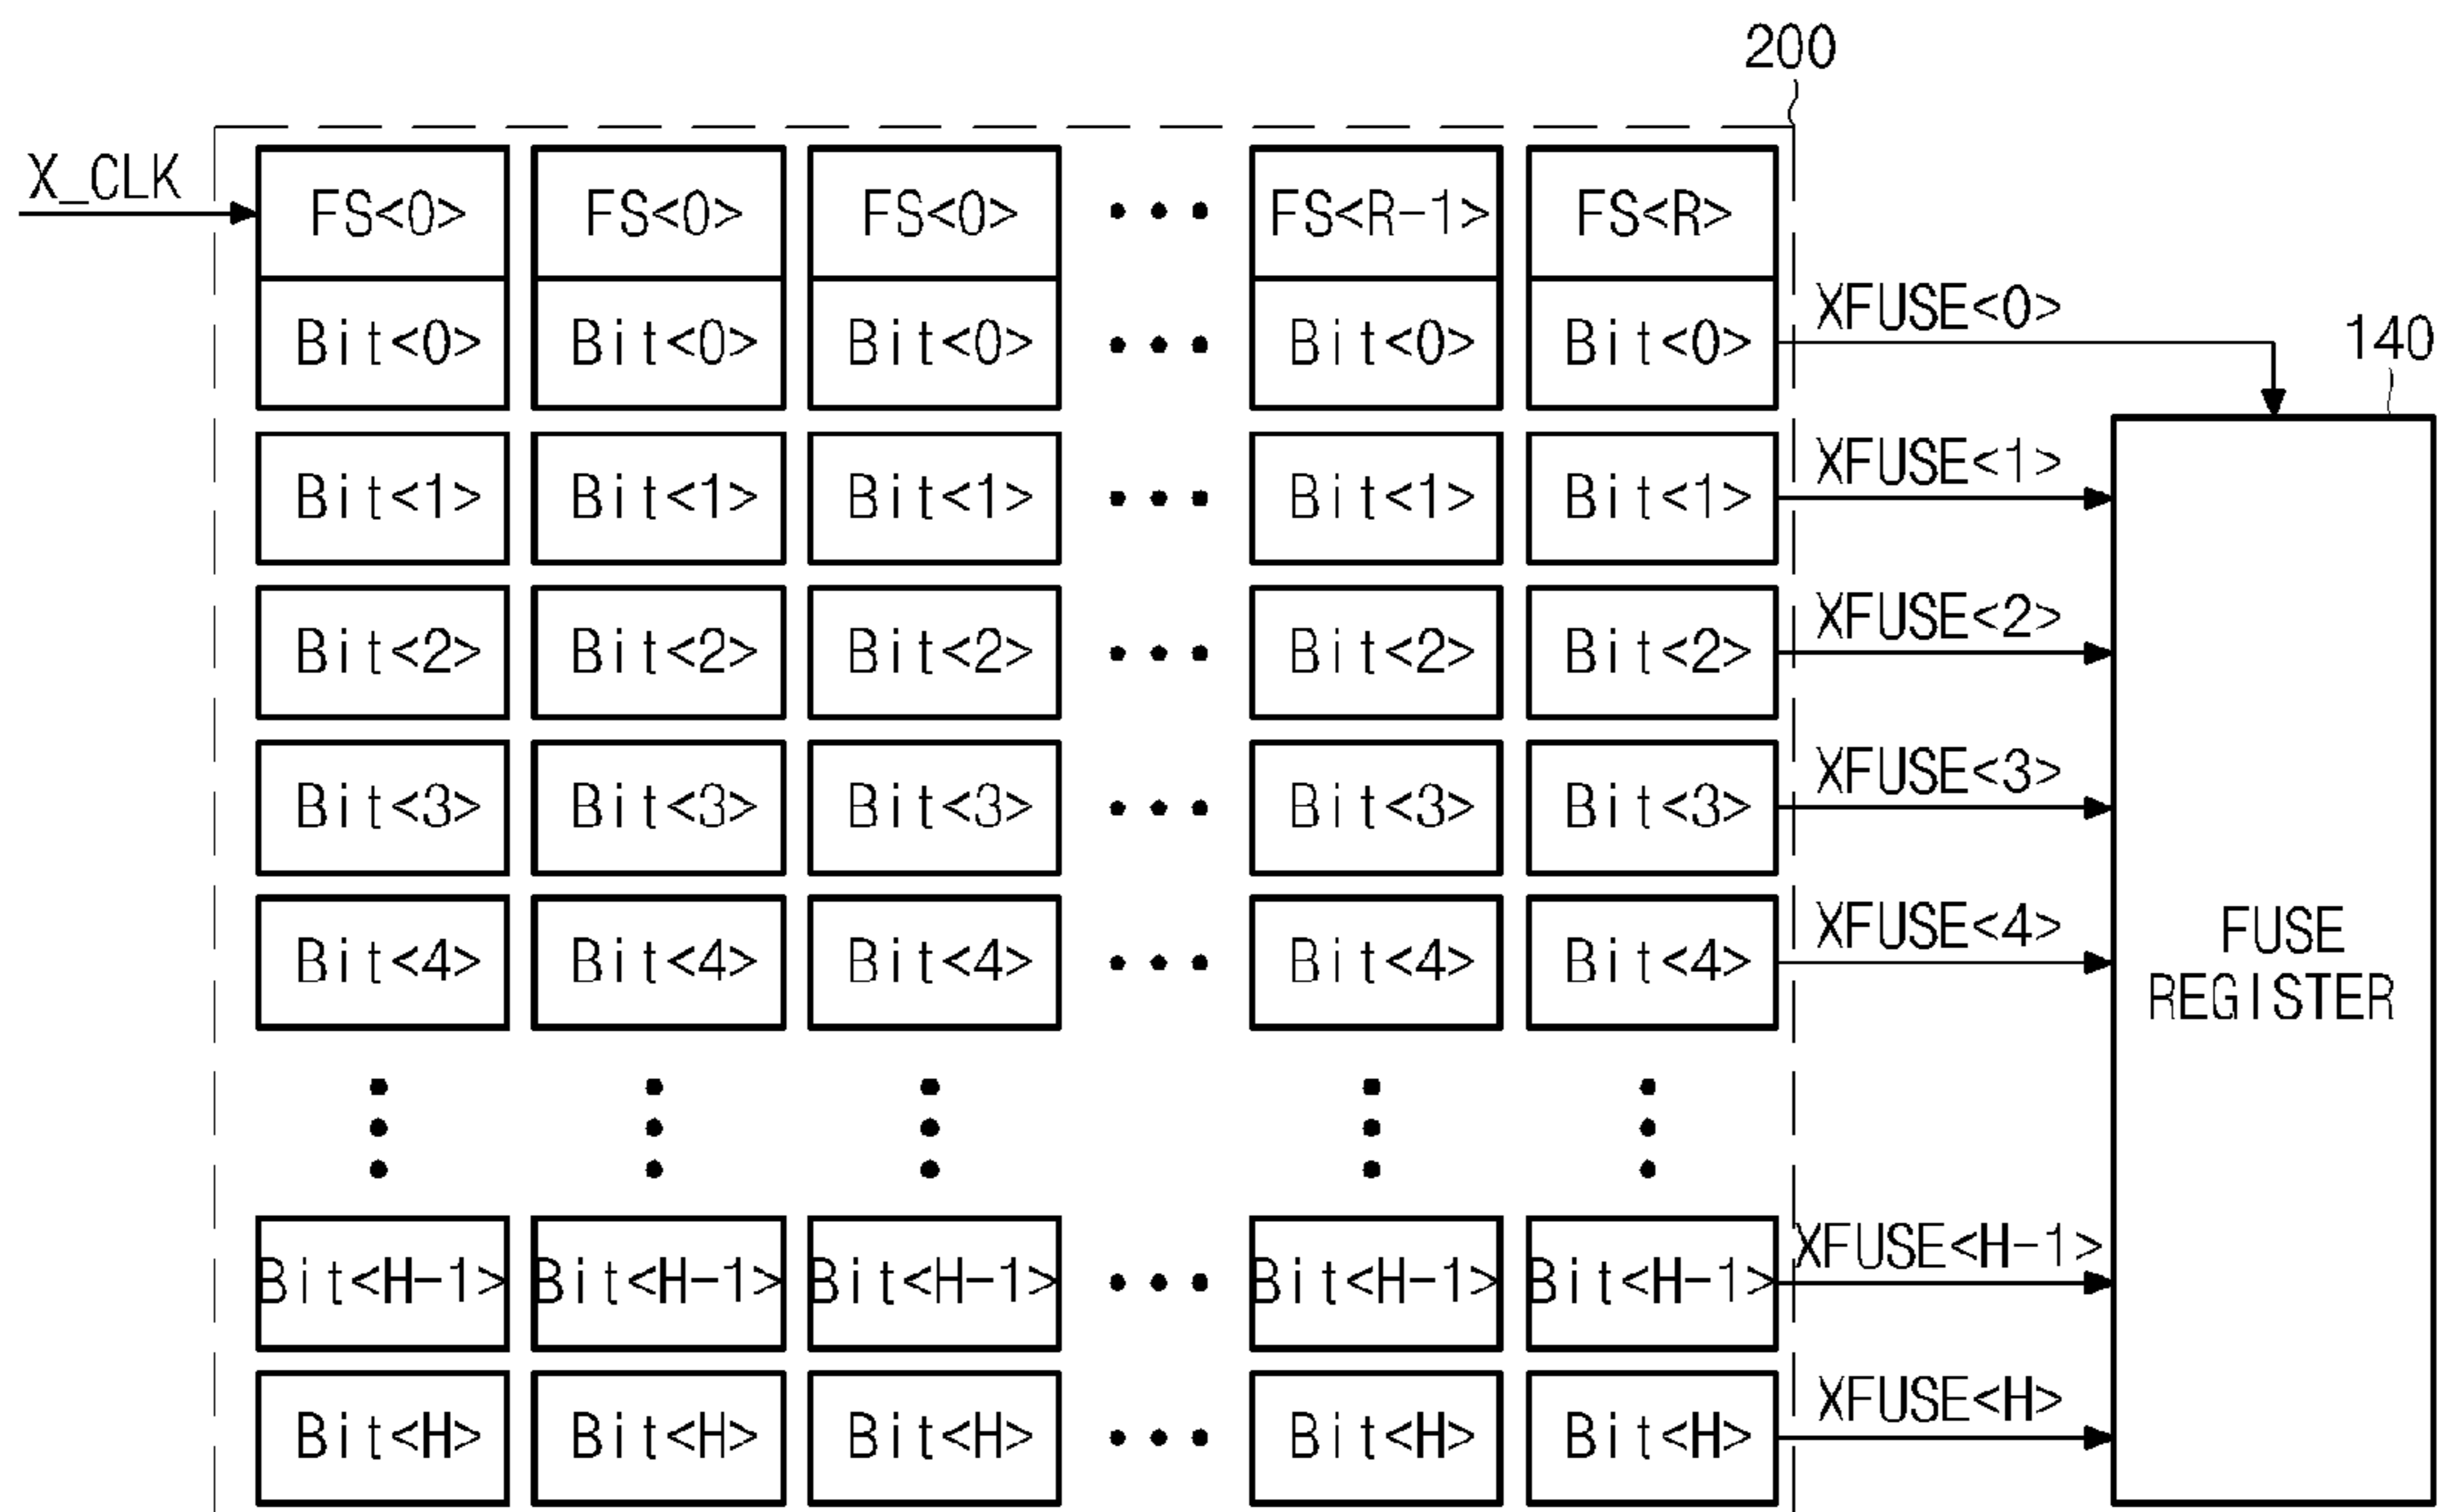 200
X_CLK
FS<0> FS<0> FS<0> ••• FS<R-1> FS<R>
Bit<0> Bit<0> Bit<0> ••• Bit<0> Bit<0> XFUSE<0>
140
Bit<1> Bit<1> Bit<1> ••• Bit<1> Bit<1> XFUSE<1>
Bit<2> Bit<2> Bit<2> ••• Bit<2> Bit<2> XFUSE<2>
Bit<3> Bit<3> Bit<3> ••• Bit<3> Bit<3> XFUSE<3>
Bit<4> Bit<4> Bit<4> ••• Bit<4> Bit<4> XFUSE<4>
FUSE
REGISTER
Bit<H-1> Bit<H-1> Bit<H-1> ••• Bit<H-1> Bit<H-1> XFUSE<H-1>
Bit<H> Bit<H> Bit<H> ••• Bit<H> Bit<H> XFUSE<H>